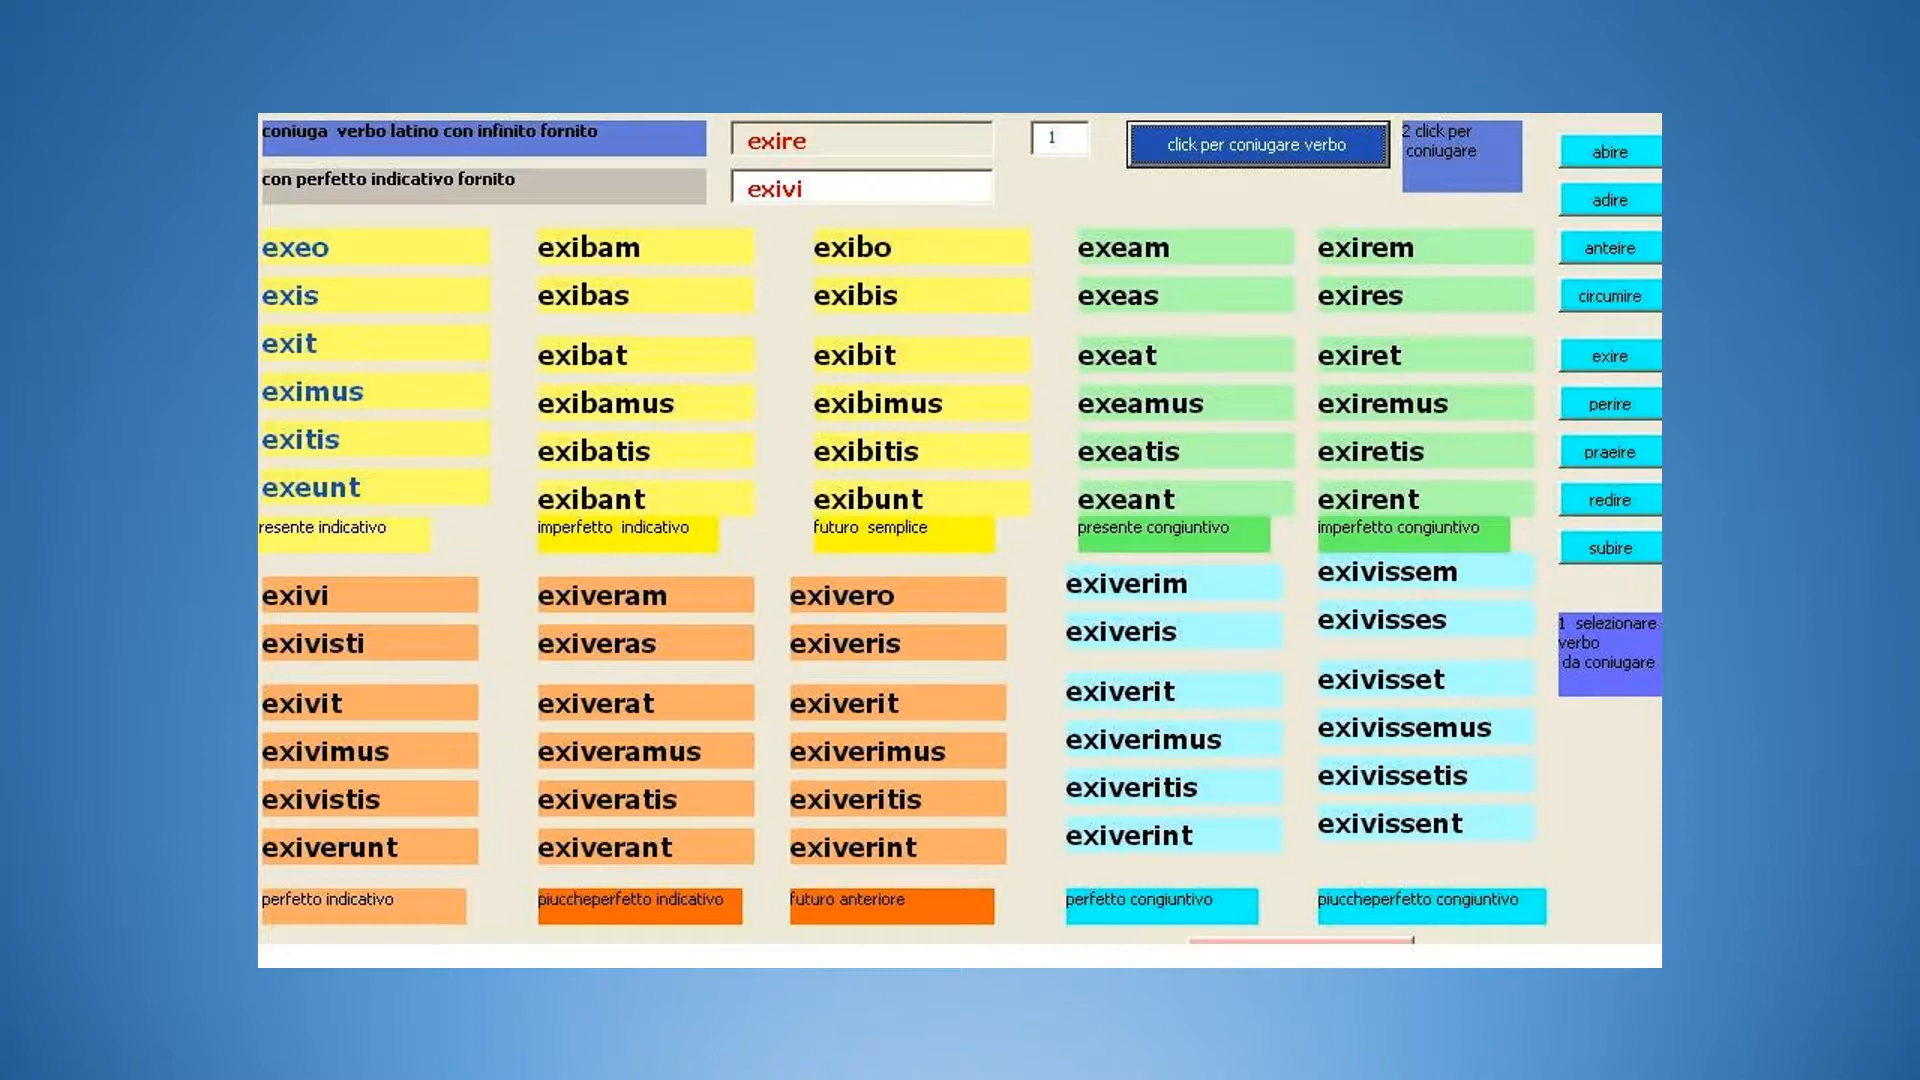 coniuga verbo latino con infinito fornito
exire
1
click per coniugare verbo
2 click per
coniugare
con perfetto indicativo fornito
exivi
exeo
exis
exit
eximus
exitis
exeunt
resente indicativo
exibam
exibas
exibat
exibamus
exibatis
exibant
imperfetto indicativo
exibo
exibis
exibit
exibimus
exibitis
exibunt
futuro semplice
exeam
exeas
exeat
exeamus
exeatis
exeant
presente congiuntivo
exirem
exires
exiret
exiremus
exiretis
exirent
imperfetto congiuntivo
abire
adire
anteire
circumire
exire
perire
praeire
redire
subire
1 selezionare
verbo
da coniugare
exivi
exivisti
exivit
exivimus
exivistis
exiverunt
perfetto indicativo
exiveram
exiveras
exiverat
exiveramus
exiveratis
exiverant
piuccheperfetto indicativo
exivero
exiveris
exiverit
exiverimus
exiveritis
exiverint
futuro anteriore
exiverim
exiveris
exiverit
exiverimus
exiveritis
exiverint
perfetto congiuntivo
exivissem
exivisses
exivisset
exivissemus
exivissetis
exivissent
piuccheperfetto congiuntivo